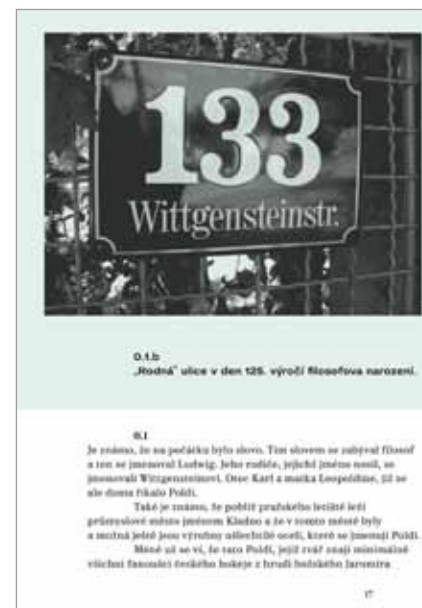 133
Wittgensteinstr.
0.1.b
„Rodná“ ulice v den 125. výročí filosofova narození.
0.1
Je známo, že na počátku bylo slovo. Tím slovem se zabýval filosof
a ten se jmenoval Ludwig. Jeho rodiče, jejichž jméno nosil, se
jmenovali Wittgensteinovi. Otec Karl a matka Leopoldine, jíž se
ale doma říkalo Poldi.
Také je známo, že poblíž pražského letiště leží
průmyslové město jménem Kladno a že v tomto městě byly
a možná ještě jsou vyrobny ušlechtilé oceli, které se jmenují Poldi.
Méně už se ví, že tato Poldi, jejíž tvář znají minimálně
všichni fanoušci českého hokeje z hrudi božského Jaromíra
17